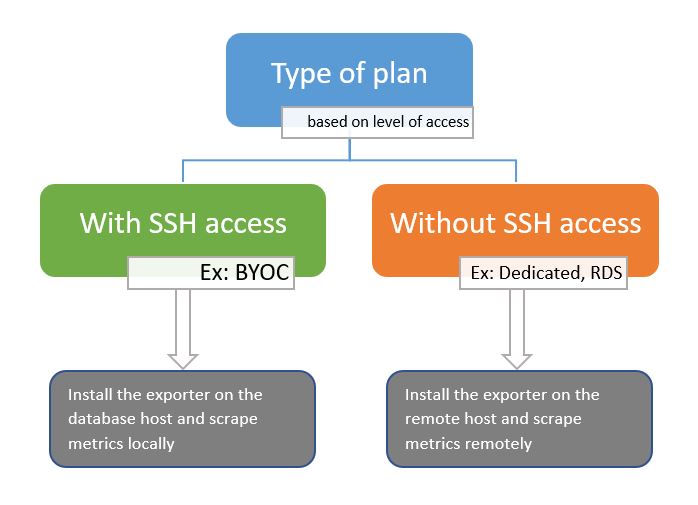 Type of plan
based on level of access
With SSH access
Ex: BYOC
Without SSH access
Ex: Dedicated, RDS
Install the exporter on the
database host and scrape
metrics locally
Install the exporter on the
remote host and scrape
metrics remotely